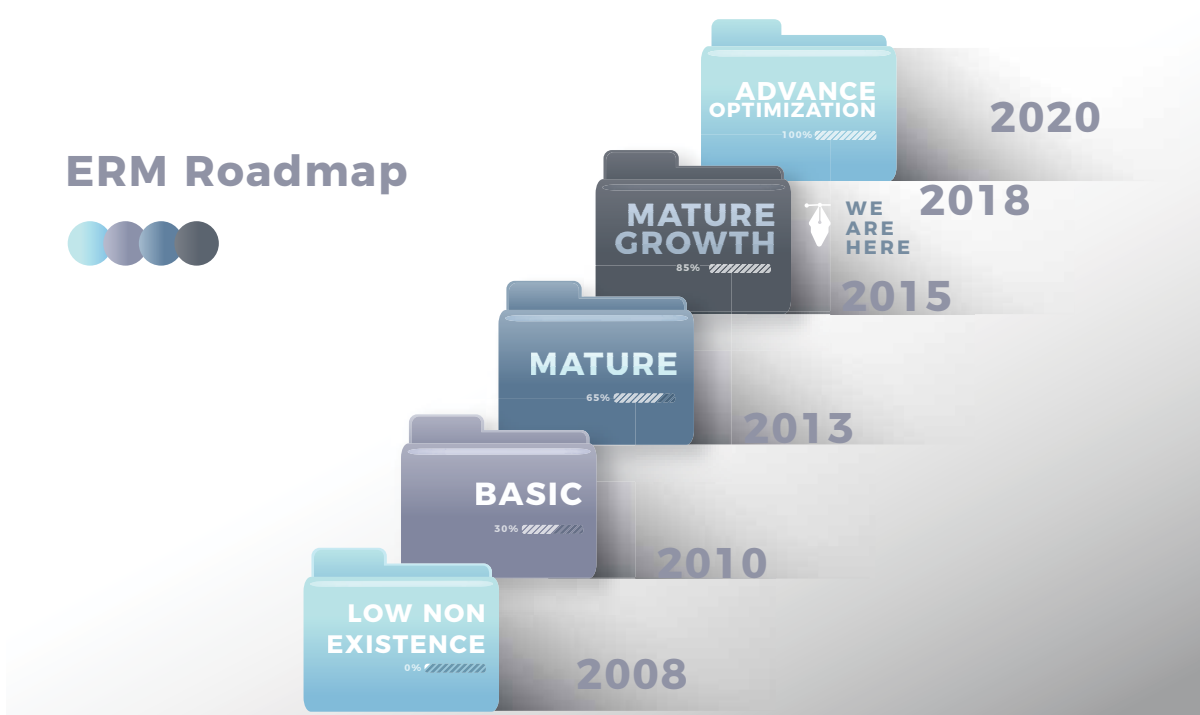 ERM Roadmap
ADVANCE
OPTIMIZATION
100%
2020
MATURE
GROWTH
85%
WE
ARE
HERE
2018
2015
MATURE
65%
2013
BASIC
30%
2010
LOW NON
EXISTENCE
0%
2008